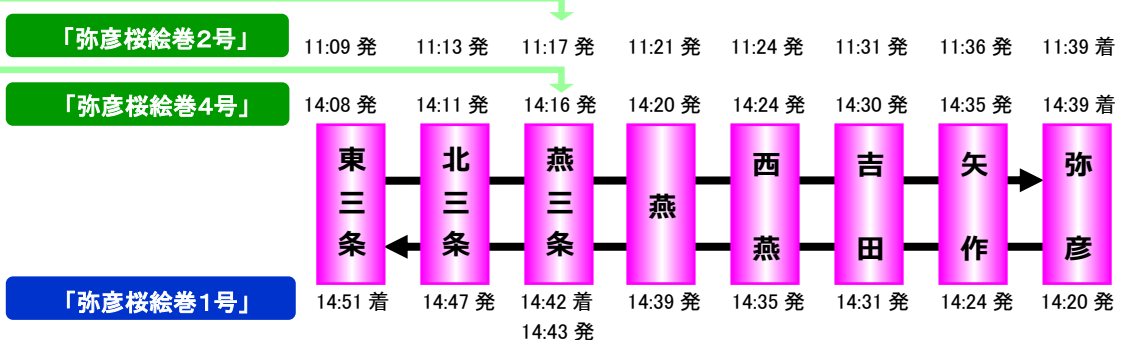 「弥彦桜絵巻2号」 11:09 発 11:13 発 11:17 発 11:21 発 11:24 発 11:31 発 11:36 発 11:39 着
「弥彦桜絵巻4号」 14:08 発 14:11 発 14:16 発 14:20 発 14:24 発 14:30 発 14:35 発 14:39 着
東三条 北三条 燕三条 燕 西燕 吉田 矢作 弥彦
「弥彦桜絵巻1号」 14:51 着 14:47 発 14:42 着 14:39 発 14:35 発 14:31 発 14:24 発 14:20 発
14:43 発